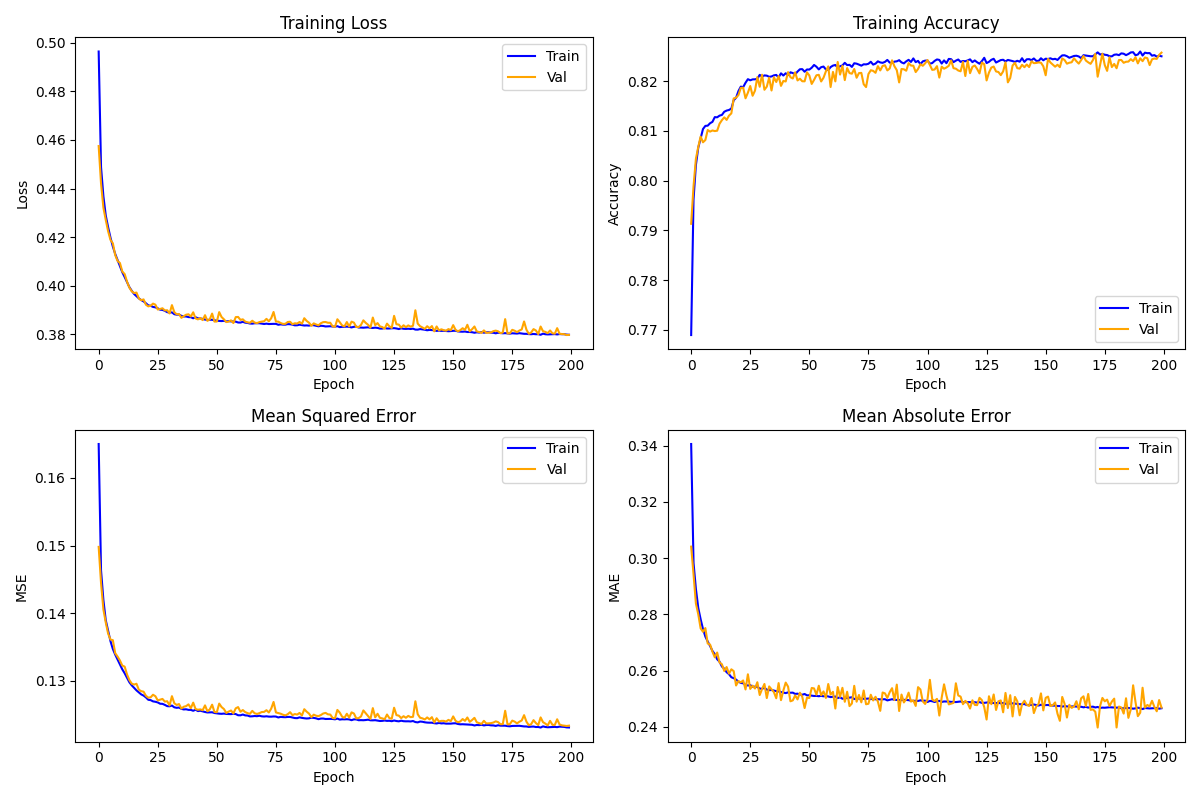 Training Loss
0.50
0.48
0.46
0.44
0.42
0.40
0.38
Loss
Train
Val
0 25 50 75 100 125 150 175 200
Epoch
Training Accuracy
0.82
0.81
0.80
0.79
0.78
0.77
Accuracy
Train
Val
0 25 50 75 100 125 150 175 200
Epoch
Mean Squared Error
0.16
0.15
0.14
0.13
MSE
Train
Val
0 25 50 75 100 125 150 175 200
Epoch
Mean Absolute Error
0.34
0.32
0.30
0.28
0.26
0.24
MAE
Train
Val
0 25 50 75 100 125 150 175 200
Epoch